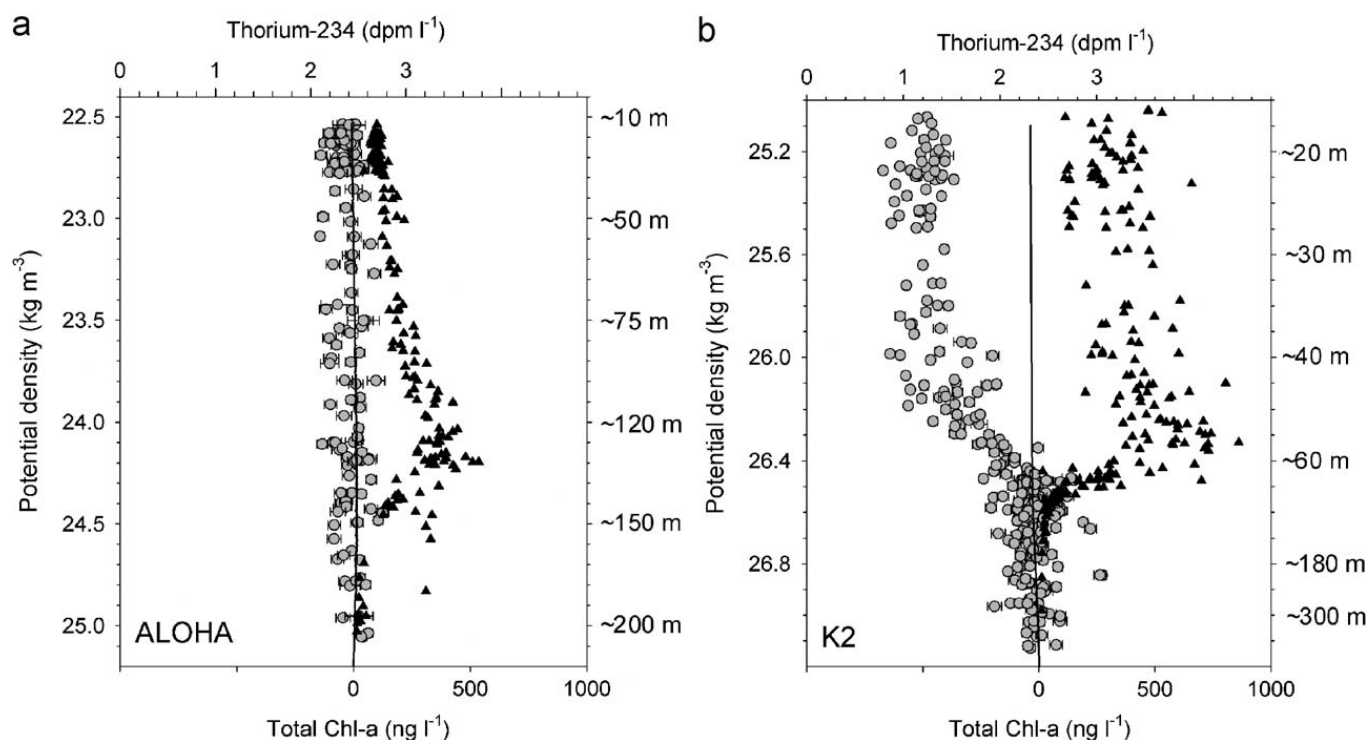 a
Thorium-234 (dpm l⁻¹)
0 1 2 3
22.5
23.0
23.5
24.0
24.5
25.0
Potential density (kg m⁻³)
~10 m
~50 m
~75 m
~120 m
~150 m
~200 m
ALOHA
0 500 1000
Total Chl-a (ng l⁻¹)
b
Thorium-234 (dpm l⁻¹)
0 1 2 3
25.2
25.6
26.0
26.4
26.8
Potential density (kg m⁻³)
~20 m
~30 m
~40 m
~60 m
~180 m
~300 m
K2
0 500 1000
Total Chl-a (ng l⁻¹)